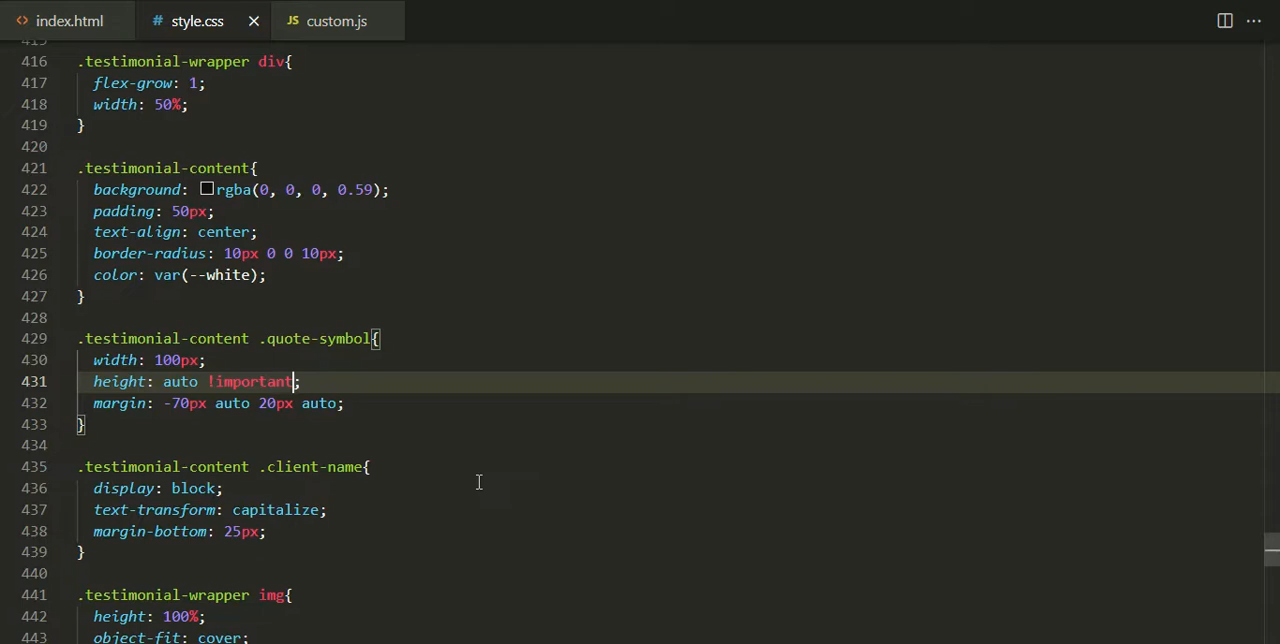 <> index.html # style.css × JS custom.js
415
416 .testimonial-wrapper div{
417 flex-grow: 1;
418 width: 50%;
419 }
420
421 .testimonial-content{
422 background: rgba(0, 0, 0, 0.59);
423 padding: 50px;
424 text-align: center;
425 border-radius: 10px 0 0 10px;
426 color: var(--white);
427 }
428
429 .testimonial-content .quote-symbol{
430 width: 100px;
431 height: auto !important;
432 margin: -70px auto 20px auto;
433 }
434
435 .testimonial-content .client-name{
436 display: block;
437 text-transform: capitalize;
438 margin-bottom: 25px;
439 }
440
441 .testimonial-wrapper img{
442 height: 100%;
443 object-fit: cover;